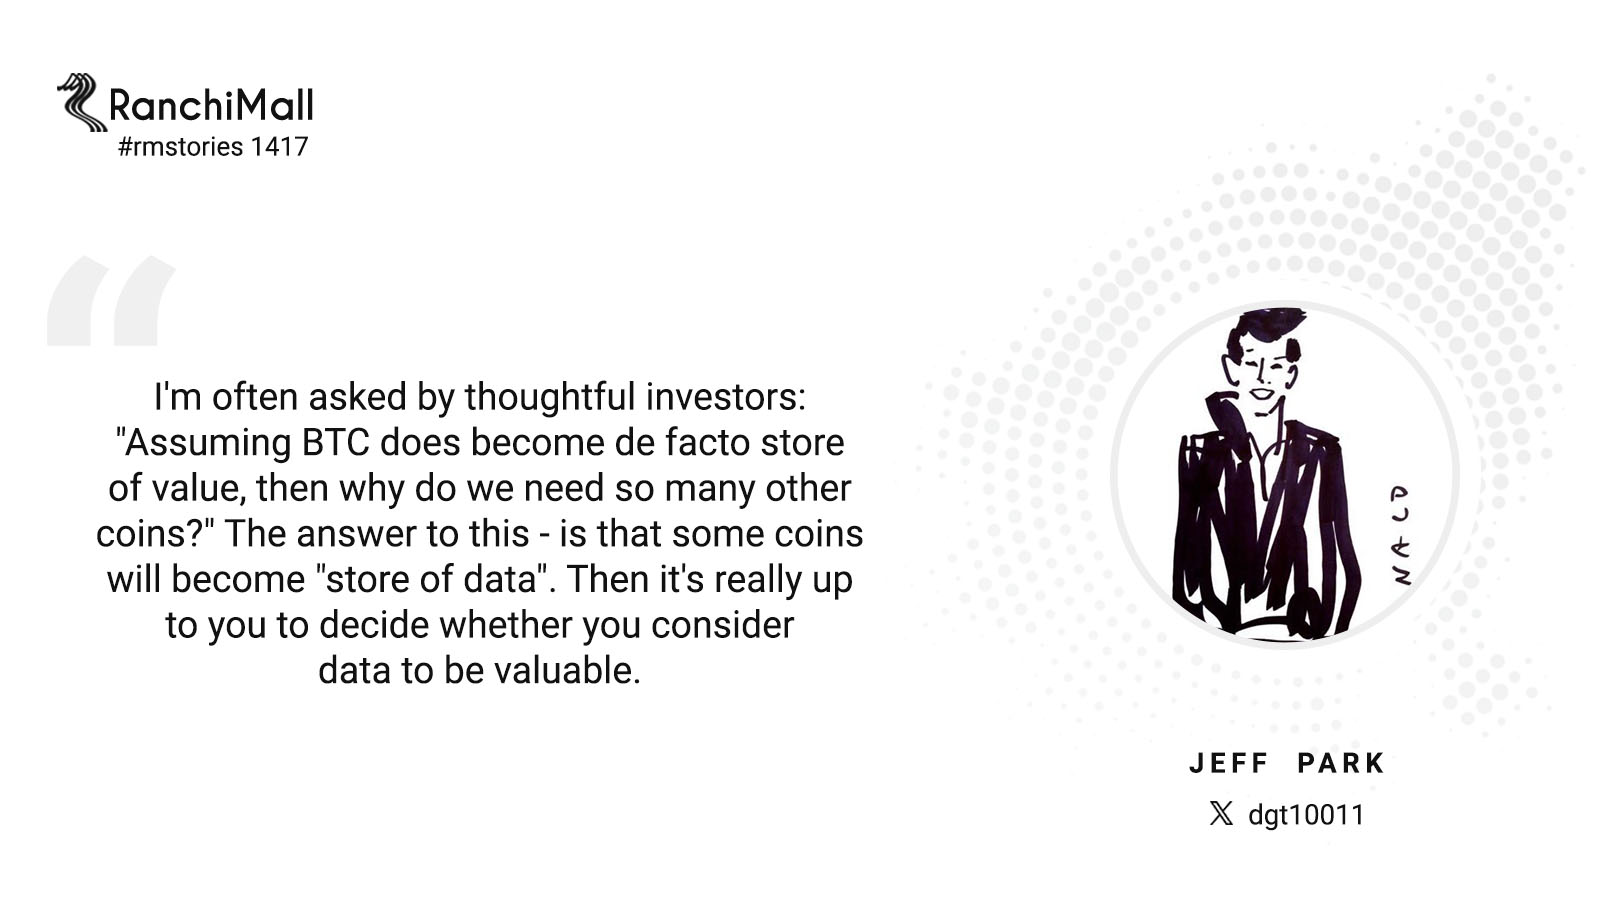 RanchiMall
#rmstories 1417
I'm often asked by thoughtful investors:
"Assuming BTC does become de facto store
of value, then why do we need so many other
coins?" The answer to this - is that some coins
will become "store of data". Then it's really up
to you to decide whether you consider
data to be valuable.
NALD
JEFF PARK
𝕏 dgt10011